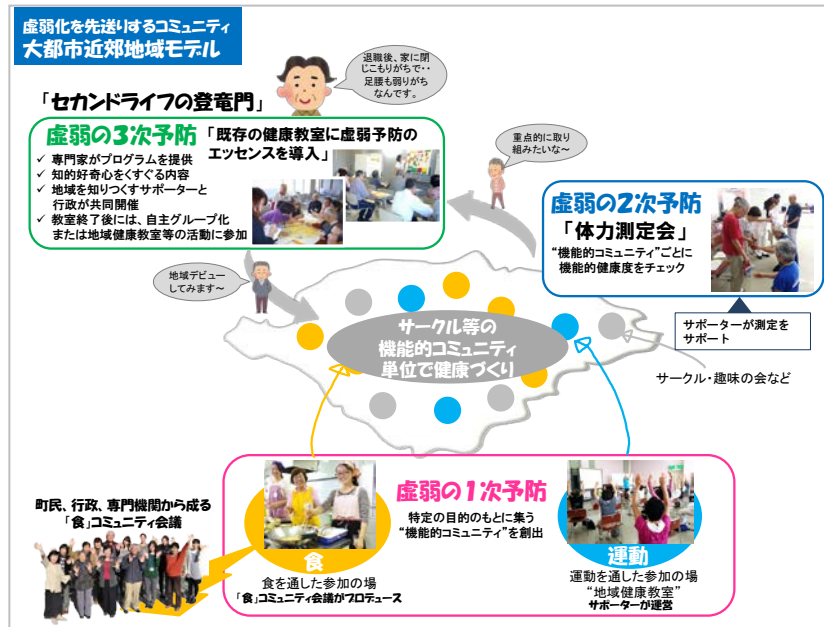 虚弱化を先送りするコミュニティ
大都市近郊地域モデル
退職後、家に閉
じこもりがちで・・
足腰も弱りがち
なんです。
「セカンドライフの登竜門」
虚弱の3次予防
「既存の健康教室に虚弱予防の
エッセンスを導入」
✓ 専門家がプログラムを提供
✓ 知的好奇心をくすぐる内容
✓ 地域を知りつくすサポーターと
行政が共同開催
✓ 教室終了後には、自主グループ化
または地域健康教室等の活動に参加
重点的に取り
組みたいな～
虚弱の2次予防
「体力測定会」
“機能的コミュニティ”ごとに
機能的健康度をチェック
サポーターが測定を
サポート
地域デビュー
してみます～
サークル等の
機能的コミュニティ
単位で健康づくり
サークル・趣味の会など
町民、行政、専門機関から成る
「食」コミュニティ会議
虚弱の1次予防
特定の目的のもとに集う
“機能的コミュニティ”を創出
食
食を通した参加の場
「食」コミュニティ会議がプロデュース
運動
運動を通した参加の場
“地域健康教室”
サポーターが運営